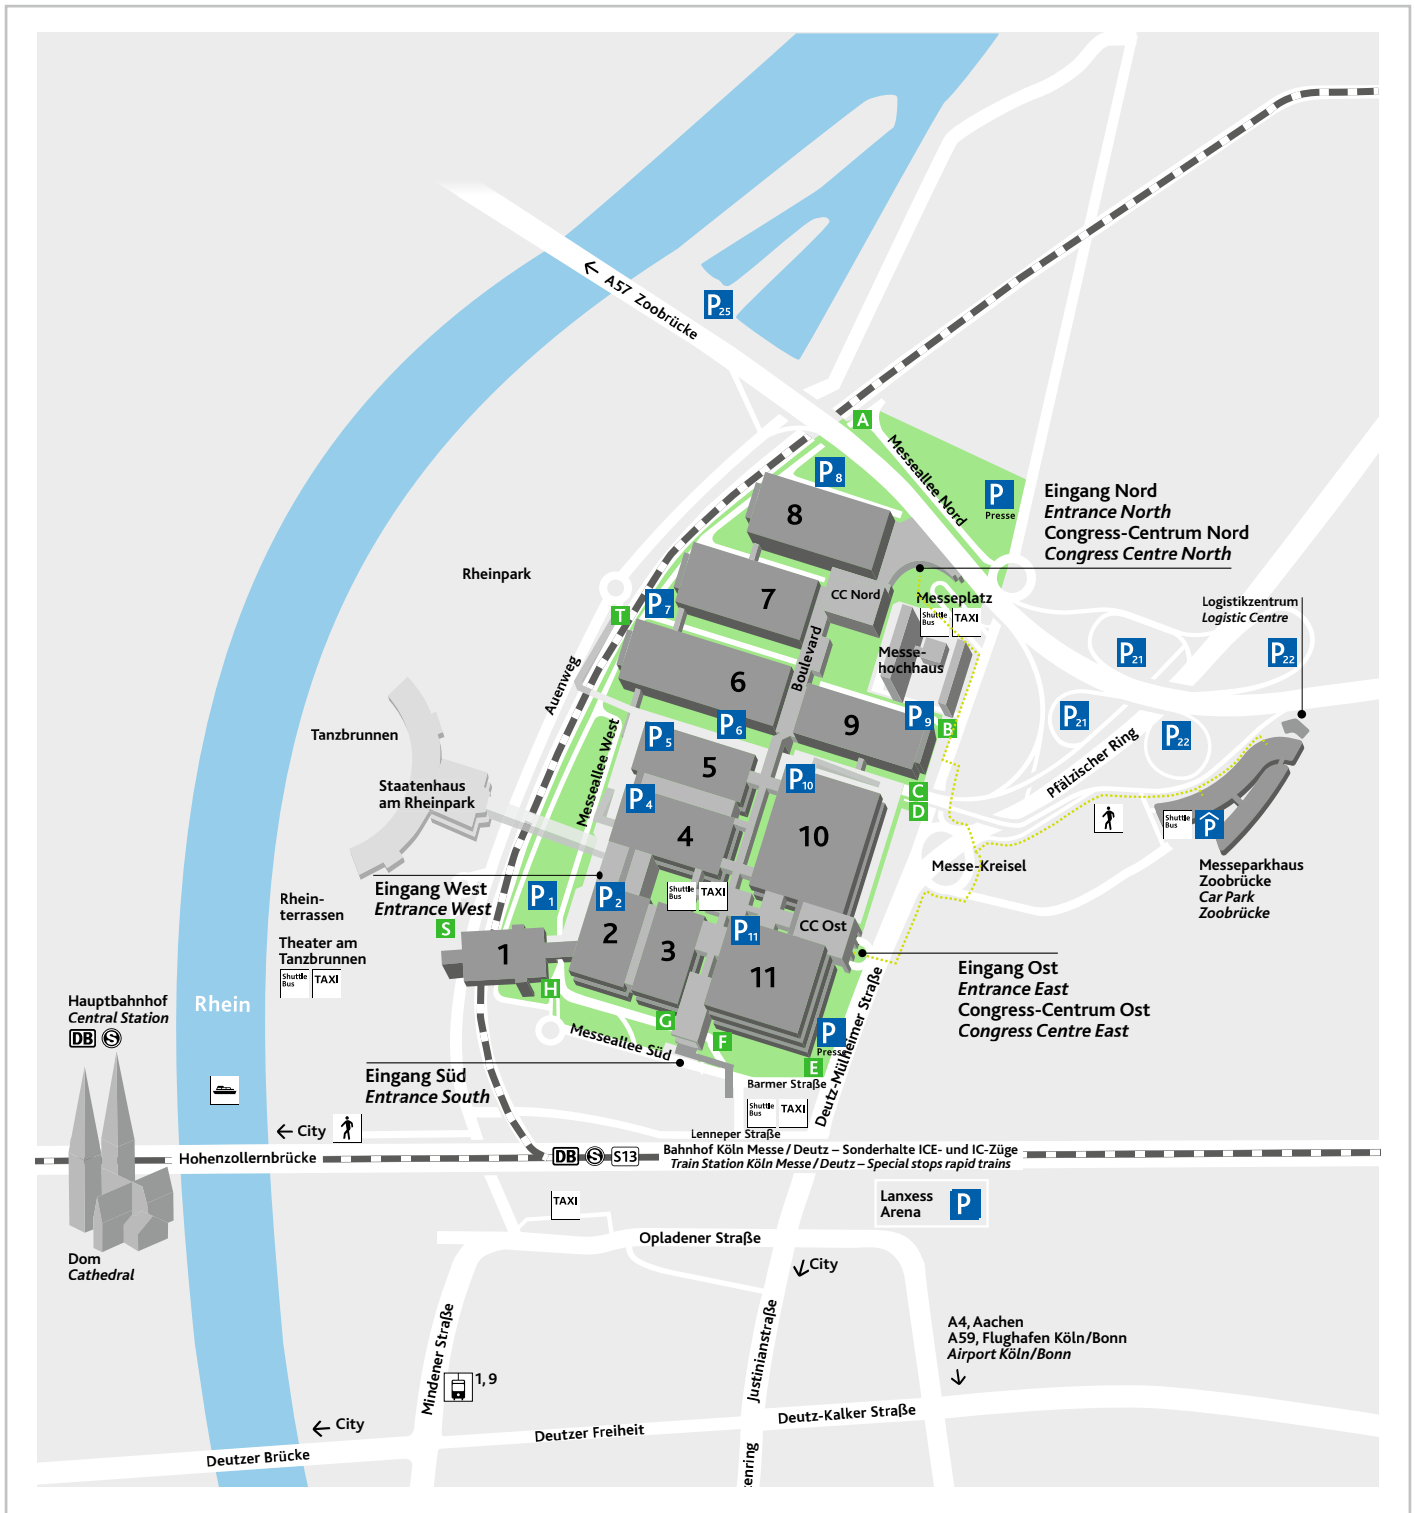 A57 Zoobrücke
P25
A
Messeallee Nord
P8
P
Presse
Eingang Nord
Entrance North
Congress-Centrum Nord
Congress Centre North
8
Rheinpark
7
CC Nord
P7
T
Messeplatz
Shuttle
Bus
TAXI
Logistikzentrum
Logistic Centre
P21
P22
Messe-
hochhaus
Boulevard
6
Auenweg
P6
P9
B
9
P21
P22
Pfälzischer Ring
Tanzbrunnen
P5
5
Messeallee West
P10
C
D
Staatenhaus
am Rheinpark
P4
4
10
Shuttle
Bus
P
Messe-Kreisel
Messeparkhaus
Zoobrücke
Car Park
Zoobrücke
Eingang West
Entrance West
P1
P2
Shuttle
Bus
TAXI
Rhein-
terrassen
S
2
P11
CC Ost
1
3
Theater am
Tanzbrunnen
Shuttle
Bus
TAXI
11
Eingang Ost
Entrance East
Congress-Centrum Ost
Congress Centre East
H
Hauptbahnhof
Central Station
DB
S
Rhein
G
F
P
Presse
E
Messeallee Süd
Deutz-Mülheimer Straße
Eingang Süd
Entrance South
Barmer Straße
Shuttle
Bus
TAXI
City
Lenneper Straße
Hohenzollernbrücke
DB
S
S13
Bahnhof Köln Messe / Deutz – Sonderhalte ICE- und IC-Züge
Train Station Köln Messe / Deutz – Special stops rapid trains
TAXI
Lanxess
Arena
P
Opladener Straße
Dom
Cathedral
City
Mindener Straße
Justinianstraße
A4, Aachen
A59, Flughafen Köln/Bonn
Airport Köln/Bonn
1, 9
City
Deutz-Kalker Straße
Deutzer Freiheit
Deutzer Brücke
enring